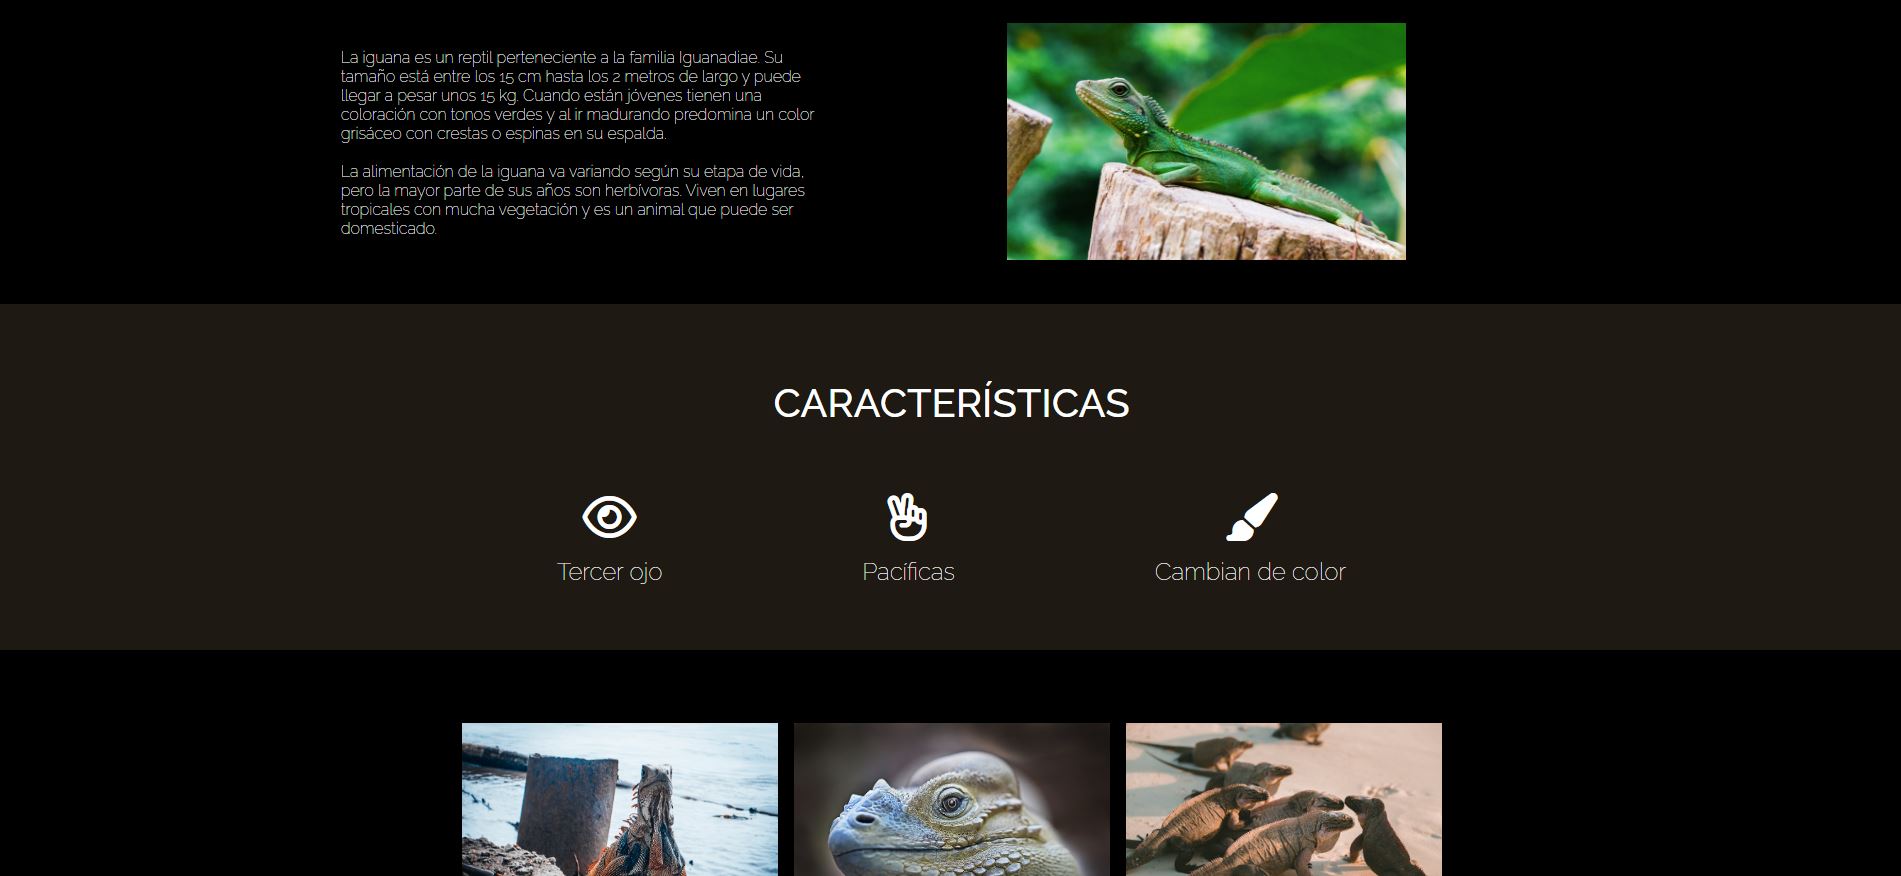 La iguana es un reptil perteneciente a la familia Iguanadiae. Su
tamaño está entre los 15 cm hasta los 2 metros de largo y puede
llegar a pesar unos 15 kg. Cuando están jóvenes tienen una
coloración con tonos verdes y al ir madurando predomina un color
grisáceo con crestas o espinas en su espalda.
La alimentación de la iguana va variando según su etapa de vida,
pero la mayor parte de sus años son herbívoras. Viven en lugares
tropicales con mucha vegetación y es un animal que puede ser
domesticado.
CARACTERÍSTICAS
Tercer ojo
Pacíficas
Cambian de color